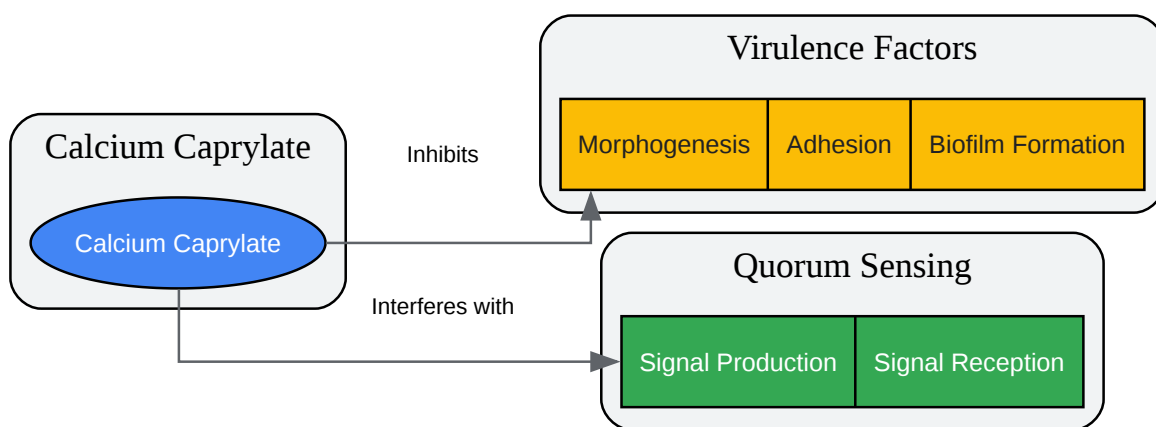 Virulence Factors
Morphogenesis
Adhesion
Biofilm Formation
Calcium Caprylate
Calcium Caprylate
Inhibits
Interferes with
Quorum Sensing
Signal Production
Signal Reception